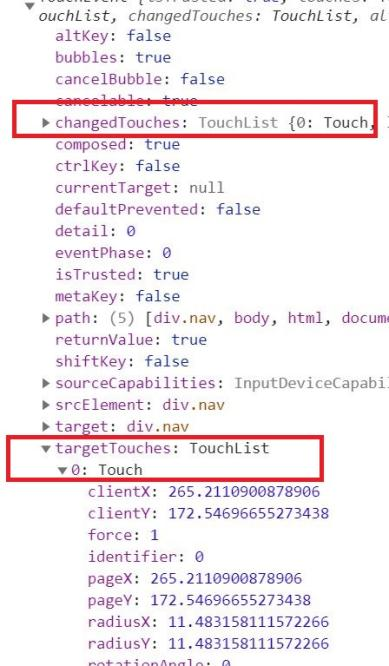 TouchEvent {isTrusted: true, touches: T
ouchList, changedTouches: TouchList, al
altKey: false
bubbles: true
cancelBubble: false
cancelable: true
changedTouches: TouchList {0: Touch,
composed: true
ctrlKey: false
currentTarget: null
defaultPrevented: false
detail: 0
eventPhase: 0
isTrusted: true
metaKey: false
path: (5) [div.nav, body, html, docume
returnValue: true
shiftKey: false
sourceCapabilities: InputDeviceCapabil
srcElement: div.nav
target: div.nav
targetTouches: TouchList
0: Touch
clientX: 265.2110900878906
clientY: 172.54696655273438
force: 1
identifier: 0
pageX: 265.2110900878906
pageY: 172.54696655273438
radiusX: 11.483158111572266
radiusY: 11.483158111572266
rotationAngle: 0